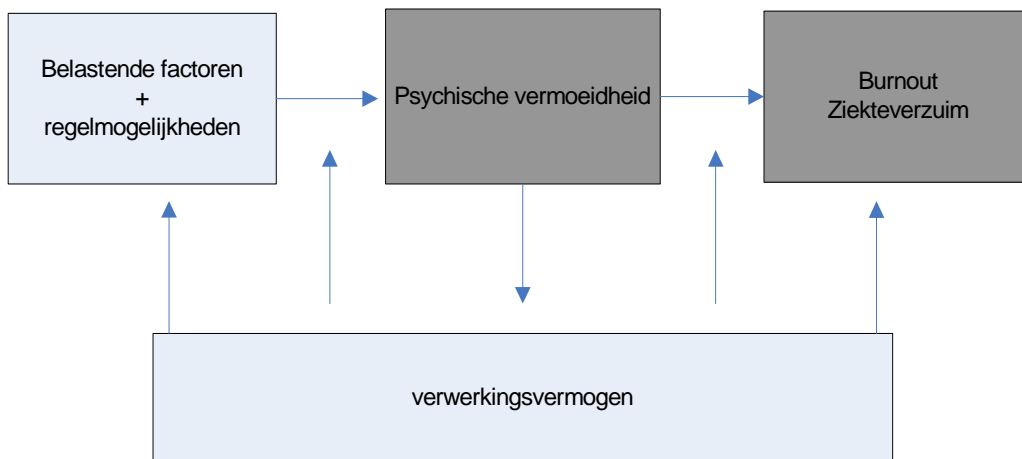 Belastende factoren
+
regelmogelijkheden
Psychische vermoeidheid
Burnout
Ziekteverzuim
verwerkingsvermogen